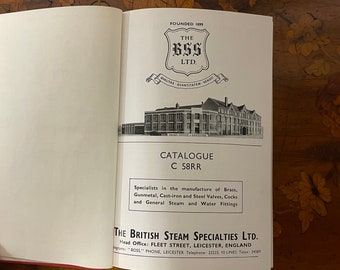 FOUNDED 1899
THE
BSS
LTD.
CATALOGUE
C 58RR
Specialists in the manufacture of Brass,
Gunmetal, Cast-iron and Steel Valves, Cocks
and General Steam and Water Fittings
THE BRITISH STEAM SPECIALTIES LTD.
Head Office: FLEET STREET, LEICESTER, ENGLAND
Telegrams: "BOSS," PHONE, LEICESTER